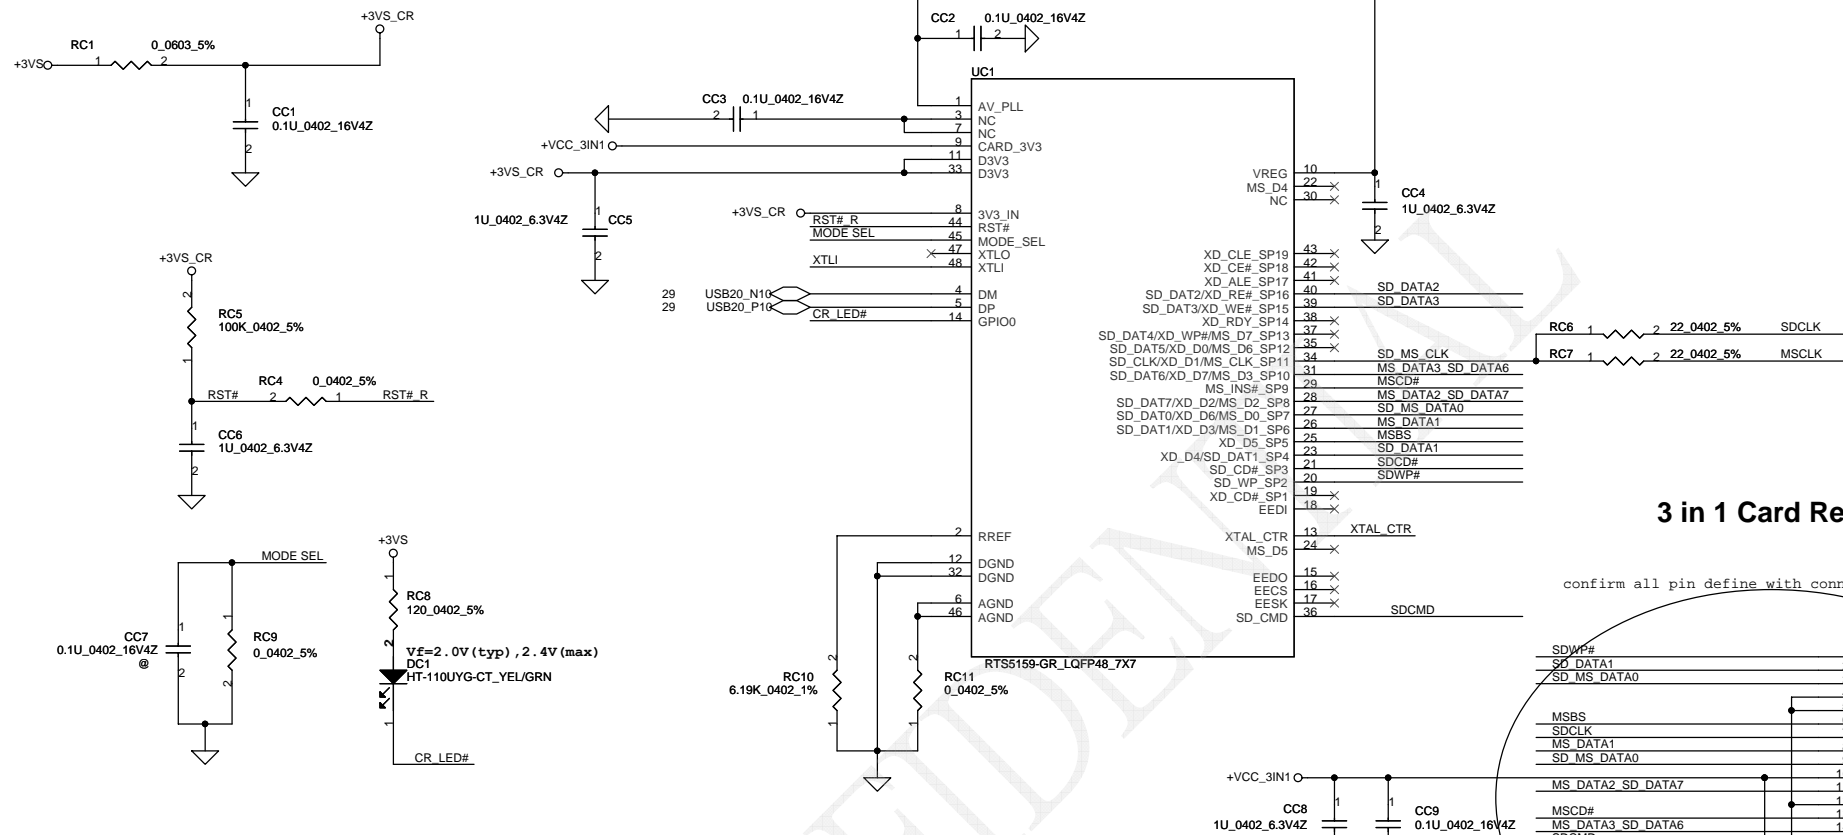 +3VS_CR
RC1 0_0603_5%
+3VS 1 2
1
CC1
0.1U_0402_16V4Z
2
CC2 0.1U_0402_16V4Z
1 2
UC1
CC3 0.1U_0402_16V4Z
2 1
+VCC_3IN1
+3VS_CR
1
1U_0402_6.3V4Z CC5
2
+3VS_CR
RST#_R
MODE SEL
XTLI
29 USB20_N10
29 USB20_P10
CR_LED#
1 AV_PLL
3 NC
7 NC
9 CARD_3V3
11 D3V3
33 D3V3
8 3V3_IN
44 RST#
45 MODE_SEL
47 XTLO
48 XTLI
4 DM
5 DP
14 GPIO0
2 RREF
12 DGND
32 DGND
6 AGND
46 AGND
VREG 10
MS_D4 22
NC 30
XD_CLE_SP19 43
XD_CE#_SP18 42
XD_ALE_SP17 41
SD_DAT2/XD_RE#_SP16 40 SD_DATA2
SD_DAT3/XD_WE#_SP15 39 SD_DATA3
XD_RDY_SP14 38
SD_DAT4/XD_WP#/MS_D7_SP13 37
SD_DAT5/XD_D0/MS_D6_SP12 35
SD_CLK/XD_D1/MS_CLK_SP11 34 SD_MS_CLK
SD_DAT6/XD_D7/MS_D3_SP10 31 MS_DATA3_SD_DATA6
MS_INS#_SP9 29 MSCD#
SD_DAT7/XD_D2/MS_D2_SP8 28 MS_DATA2_SD_DATA7
SD_DAT0/XD_D6/MS_D0_SP7 27 SD_MS_DATA0
SD_DAT1/XD_D3/MS_D1_SP6 26 MS_DATA1
XD_D5_SP5 25 MSBS
XD_D4/SD_DAT1_SP4 23 SD_DATA1
SD_CD#_SP3 21 SDCD#
SD_WP_SP2 20 SDWP#
XD_CD#_SP1 19
EEDI 18
XTAL_CTR 13 XTAL_CTR
MS_D5 24
EEDO 15
EECS 16
EESK 17
SD_CMD 36 SDCMD
RTS5159-GR_LQFP48_7X7
1
CC4
1U_0402_6.3V4Z
2
RC6 1 2 22_0402_5% SDCLK
RC7 1 2 22_0402_5% MSCLK
+3VS_CR
2
RC5
100K_0402_5%
1
RC4 0_0402_5%
RST# 2 1 RST#_R
1
CC6
1U_0402_6.3V4Z
2
MODE SEL
1 1
CC7
0.1U_0402_16V4Z
@
2
RC9
0_0402_5%
2
+3VS
1
RC8
120_0402_5%
2
Vf=2.0V(typ),2.4V(max)
DC1
HT-110UYG-CT_YEL/GRN
1
CR_LED#
2
RC10
6.19K_0402_1%
1
2
RC11
0_0402_5%
1
3 in 1 Card Re
confirm all pin define with conn
SDWP#
SD_DATA1
SD_MS_DATA0
MSBS
SDCLK
MS_DATA1
SD_MS_DATA0
MS_DATA2_SD_DATA7
MSCD#
MS_DATA3_SD_DATA6
+VCC_3IN1
1 1
CC8
1U_0402_6.3V4Z
CC9
0.1U_0402_16V4Z